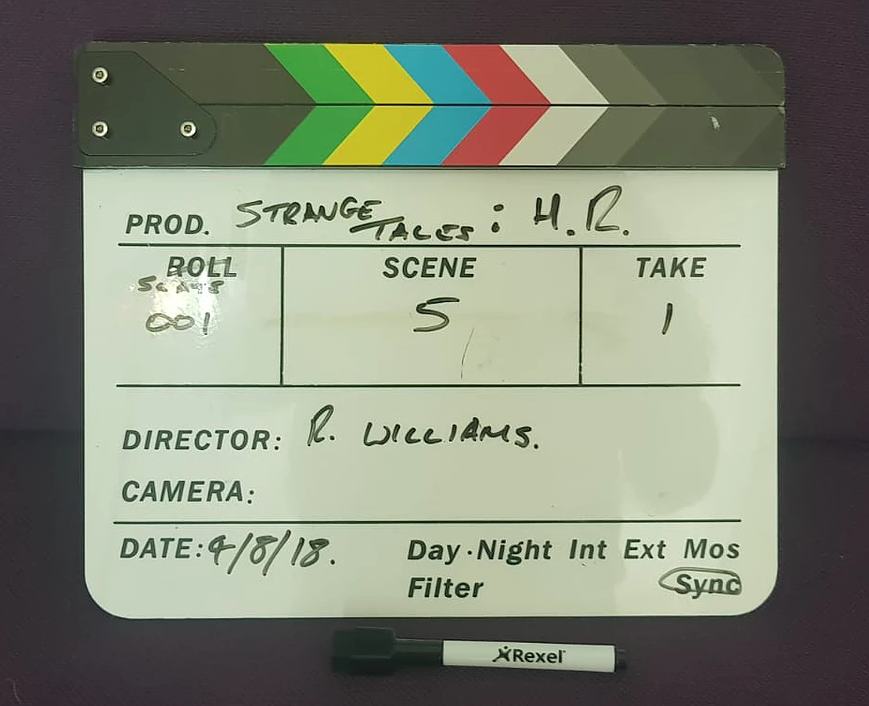 PROD. STRANGE TALES: H.R.
ROLL SCENE TAKE
001 5 1
DIRECTOR: R. WILLIAMS.
CAMERA:
DATE: 4/8/18. Day·Night Int Ext Mos
Filter Sync
Rexel